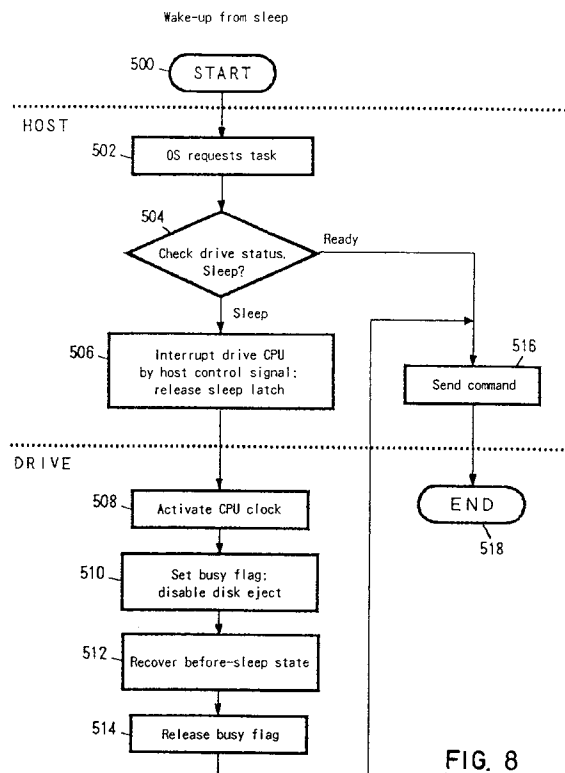 Wake-up from sleep
500
START
HOST
502
OS requests task
504
Check drive status,
Sleep?
Ready
Sleep
506
Interrupt drive CPU
by host control signal;
release sleep latch
516
Send command
DRIVE
508
Activate CPU clock
END
518
510
Set busy flag;
disable disk eject
512
Recover before-sleep state
514
Release busy flag
FIG. 8